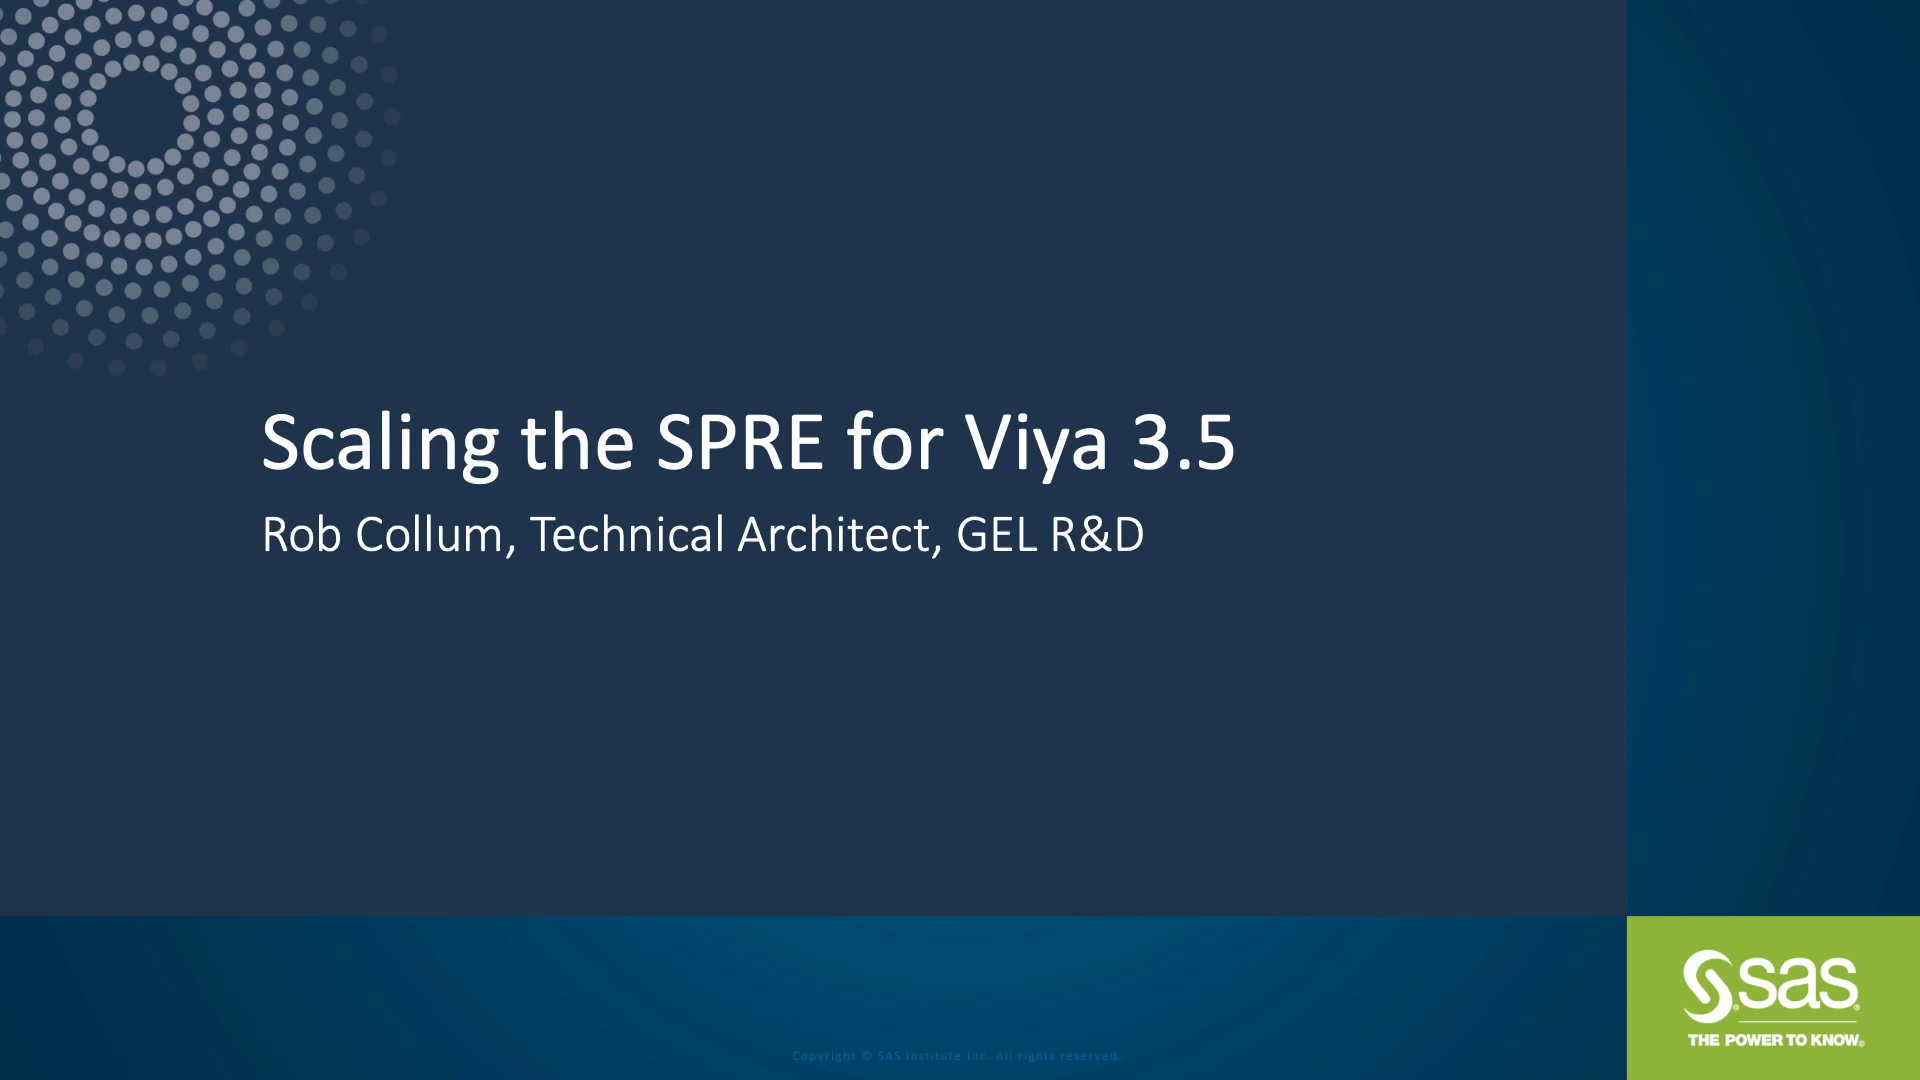 Scaling the SPRE for Viya 3.5
Rob Collum, Technical Architect, GEL R&D
sas
THE POWER TO KNOW®
Copyright © SAS Institute Inc. All rights reserved.